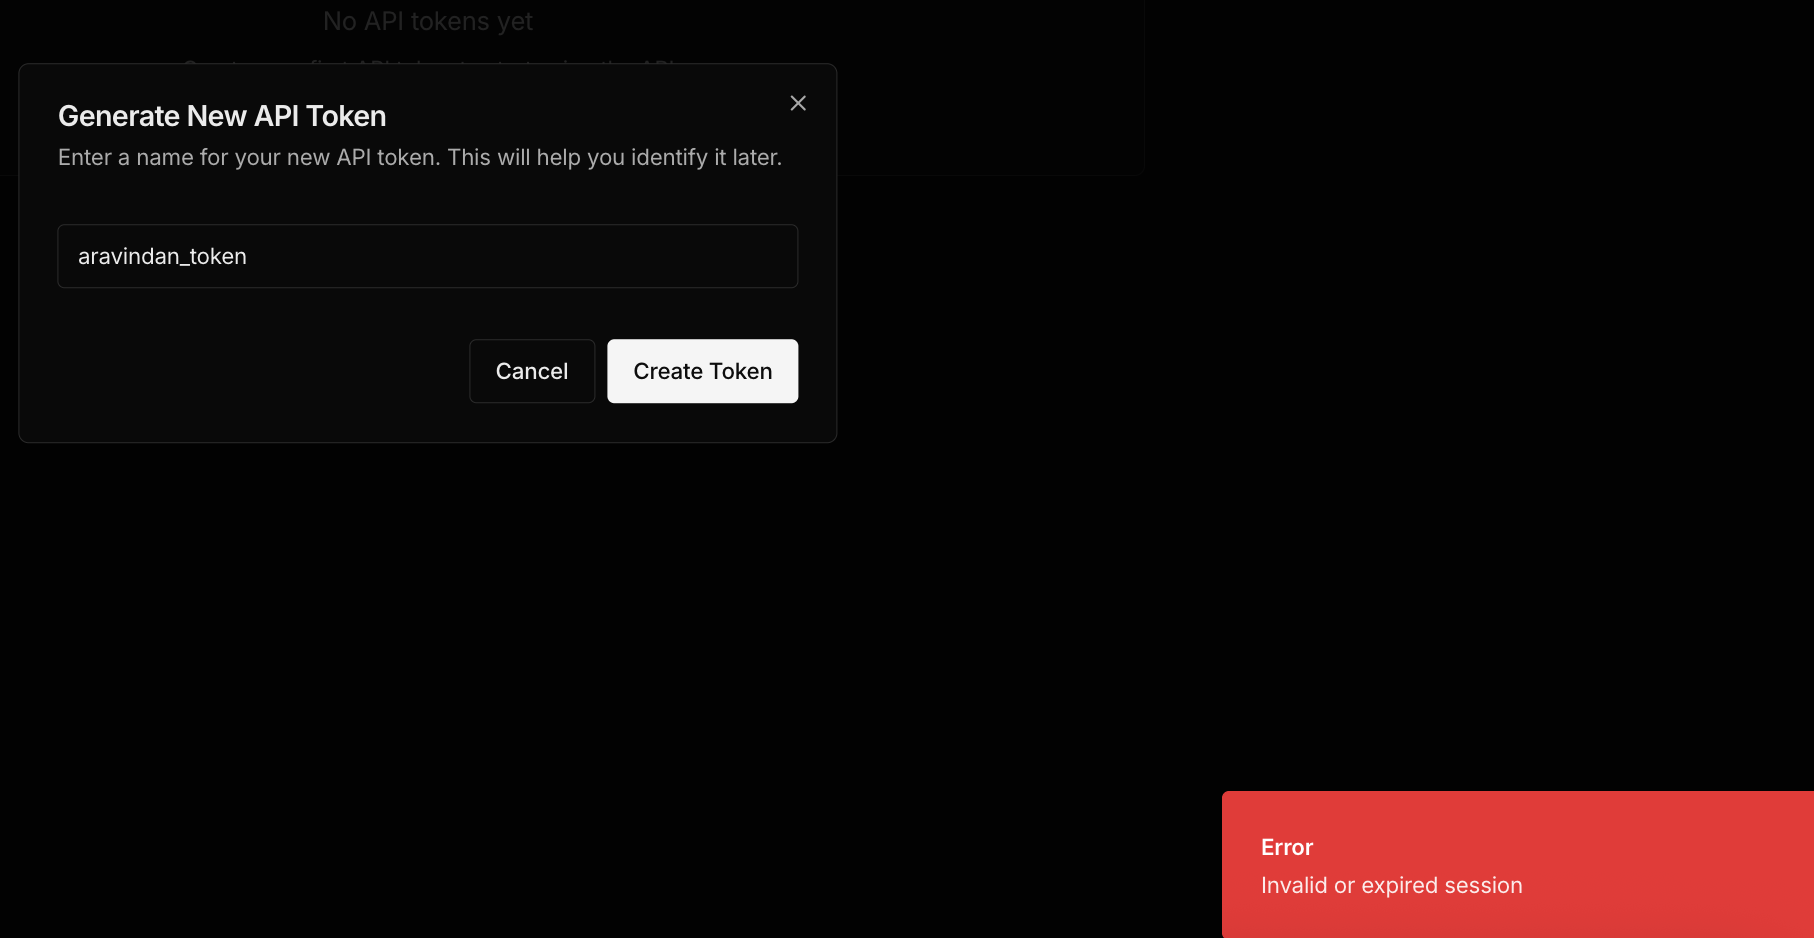 No API tokens yet
Generate New API Token
Enter a name for your new API token. This will help you identify it later.
aravindan_token
Cancel
Create Token
Error
Invalid or expired session